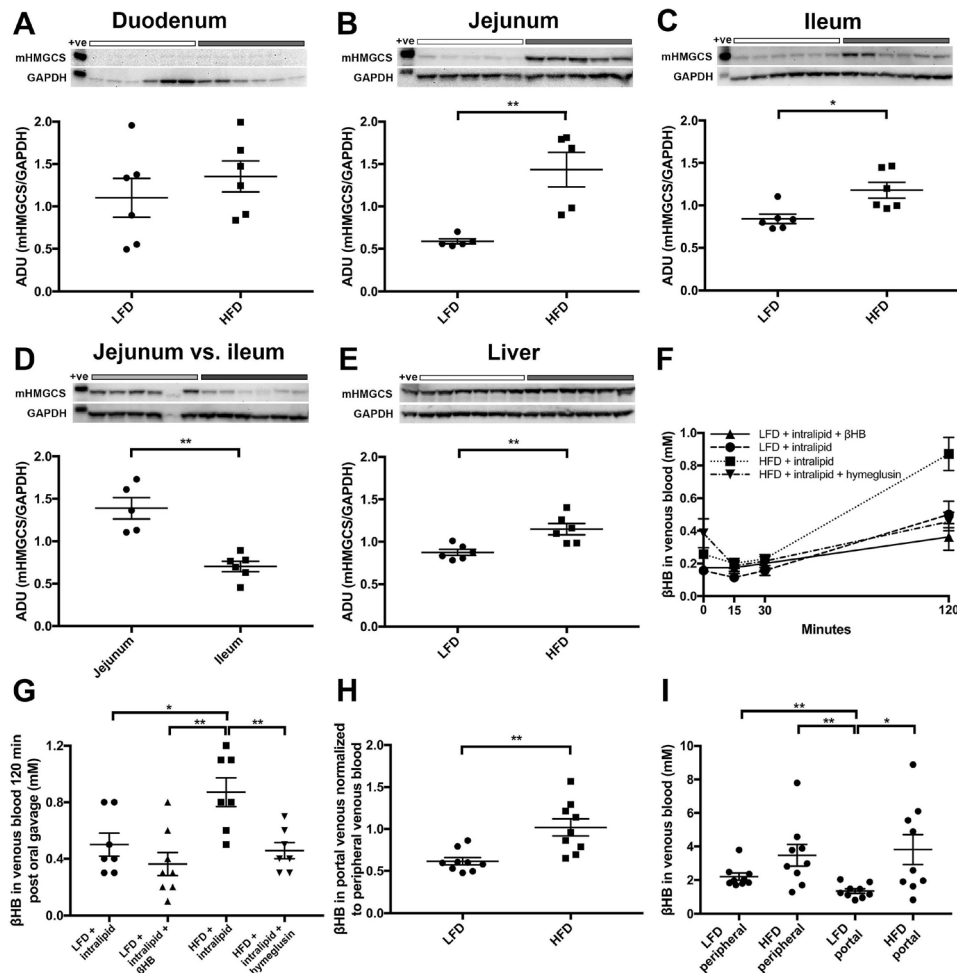 A Duodenum
+ve
mHMGCS
GAPDH
ADU (mHMGCS/GAPDH)
2.0
1.5
1.0
0.5
0.0
LFD HFD
B Jejunum
+ve
mHMGCS
GAPDH
**
ADU (mHMGCS/GAPDH)
2.0
1.5
1.0
0.5
0.0
LFD HFD
C Ileum
+ve
mHMGCS
GAPDH
*
ADU (mHMGCS/GAPDH)
2.0
1.5
1.0
0.5
0.0
LFD HFD
D Jejunum vs. ileum
+ve
mHMGCS
GAPDH
**
ADU (mHMGCS/GAPDH)
2.0
1.5
1.0
0.5
0.0
Jejunum Ileum
E Liver
+ve
mHMGCS
GAPDH
**
ADU (mHMGCS/GAPDH)
2.0
1.5
1.0
0.5
0.0
LFD HFD
F
LFD + intralipid + βHB
LFD + intralipid
HFD + intralipid
HFD + intralipid + hymeglusin
βHB in venous blood (mM)
1.0
0.8
0.6
0.4
0.2
0.0
0 15 30 120
Minutes
G
*
** **
βHB in venous blood 120 min
post oral gavage (mM)
1.2
0.8
0.4
0.0
LFD +
intralipid
LFD +
intralipid +
βHB
HFD +
intralipid
HFD +
intralipid +
hymeglusin
H
**
βHB in portal venous normalized
to peripheral venous blood
2.0
1.5
1.0
0.5
0.0
LFD HFD
I
**
** *
βHB in venous blood (mM)
10
8
6
4
2
0
LFD
peripheral
HFD
peripheral
LFD
portal
HFD
portal